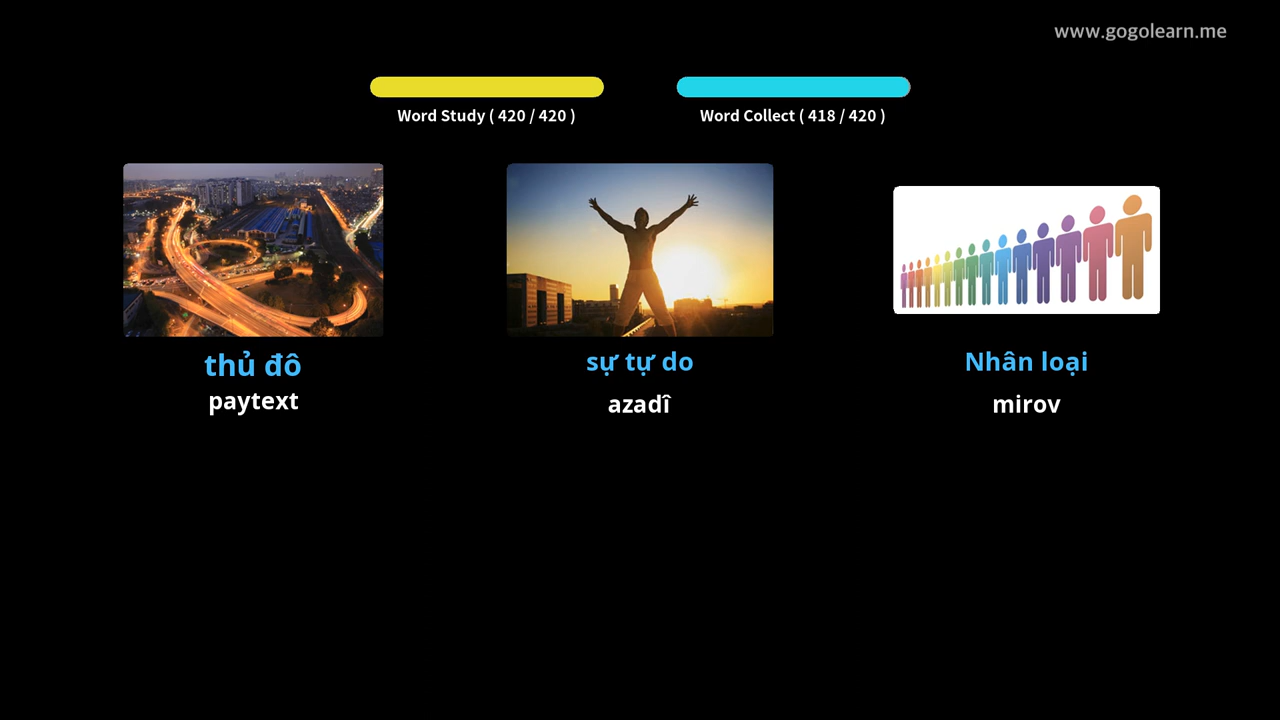 www.gogolearn.me
Word Study ( 420 / 420 )
Word Collect ( 418 / 420 )
thủ đô
paytext
sự tự do
azadî
Nhân loại
mirov